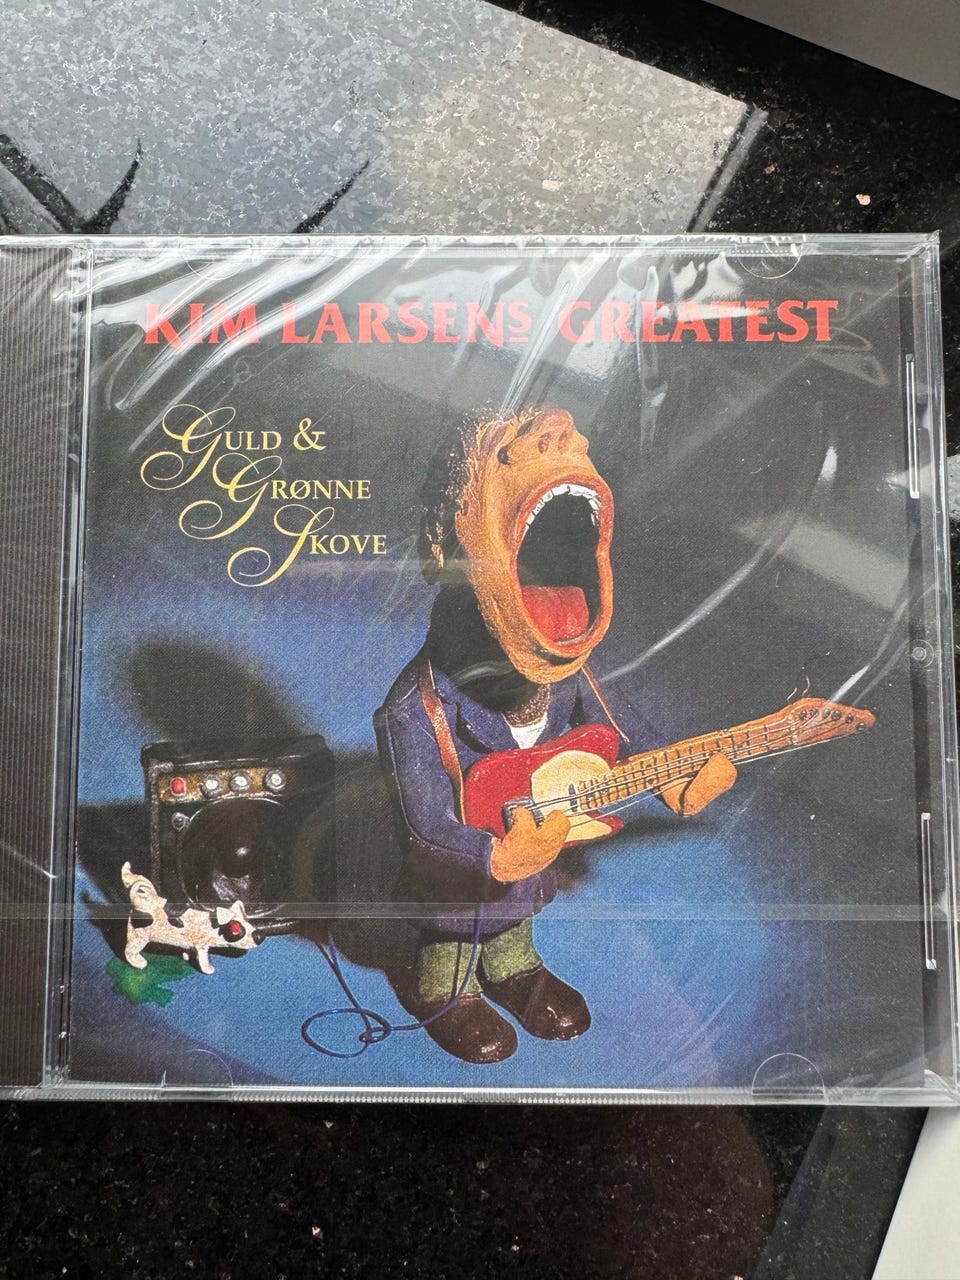 KIM LARSENS GREATEST
GULD &
GRØNNE
SKOVE